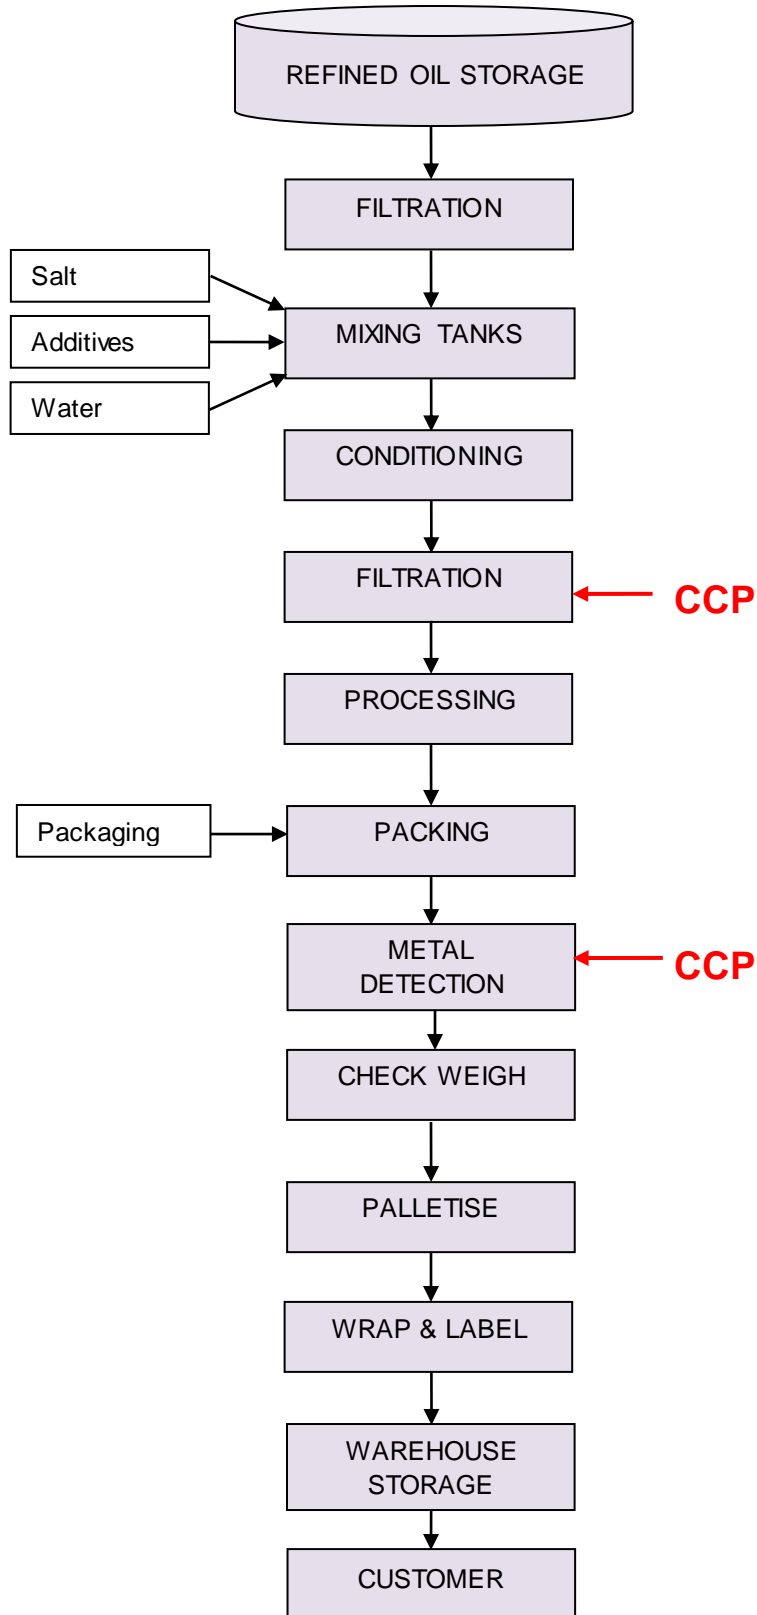 REFINED OIL STORAGE
FILTRATION
Salt
Additives
Water
MIXING TANKS
CONDITIONING
FILTRATION
CCP
PROCESSING
Packaging
PACKING
METAL
DETECTION
CCP
CHECK WEIGH
PALLETISE
WRAP & LABEL
WAREHOUSE
STORAGE
CUSTOMER